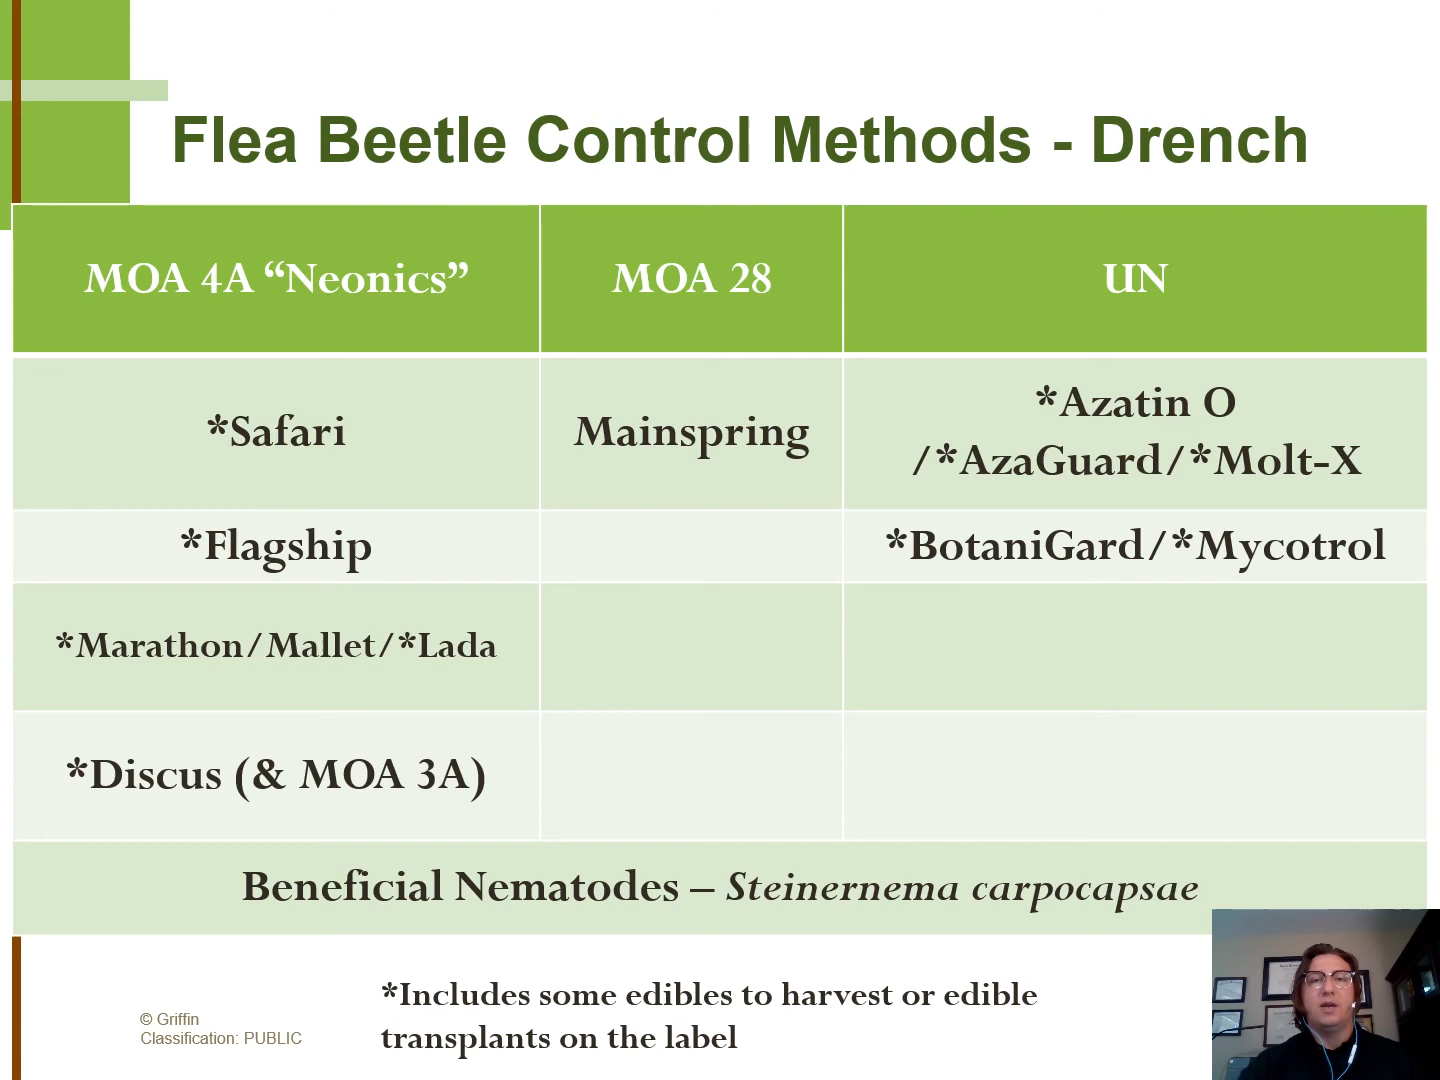 Flea Beetle Control Methods - Drench
MOA 4A “Neonics”
MOA 28
UN
*Safari
Mainspring
*Azatin O
/*AzaGuard/*Molt-X
*Flagship
*BotaniGard/*Mycotrol
*Marathon/Mallet/*Lada
*Discus (& MOA 3A)
Beneficial Nematodes – Steinernema carpocapsae
*Includes some edibles to harvest or edible
transplants on the label
© Griffin
Classification: PUBLIC